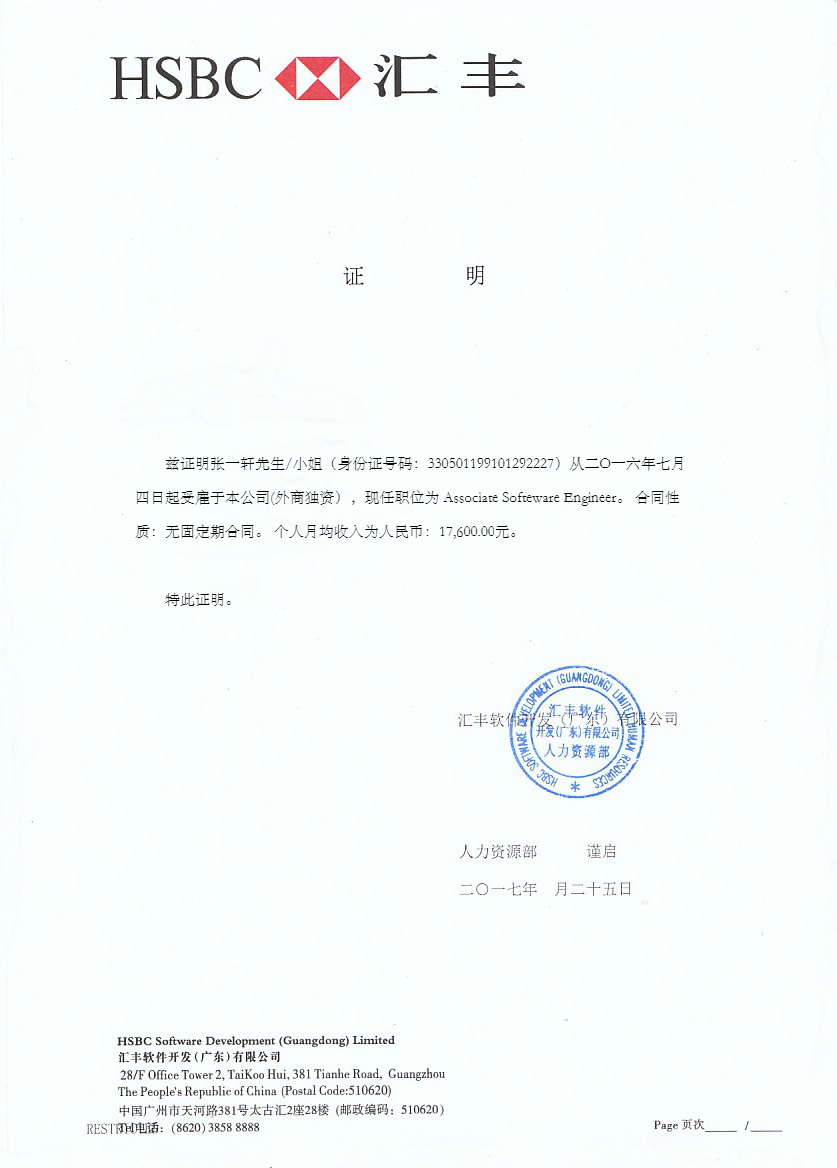 HSBC 汇丰
证 明
兹证明张一轩先生/小姐（身份证号码：330501199101292227）从二〇一六年七月
四日起受雇于本公司(外商独资），现任职位为 Associate Softeware Engineer。 合同性
质：无固定期合同。 个人月均收入为人民币：17,600.00元。
特此证明。
汇丰软件开发（广东）有限公司
HSBC SOFTWARE DEVELOPMENT (GUANGDONG) LIMITED HUMAN RESOURCES
汇丰软件
开发(广东)有限公司
人力资源部
人力资源部 谨启
二〇一七年 月二十五日
HSBC Software Development (Guangdong) Limited
汇丰软件开发(广东)有限公司
28/F Office Tower 2, TaiKoo Hui, 381 Tianhe Road, Guangzhou
The People's Republic of China (Postal Code:510620)
中国广州市天河路381号太古汇2座28楼 (邮政编码：510620)
电话：(8620) 3858 8888
Page 页次_____ /_____